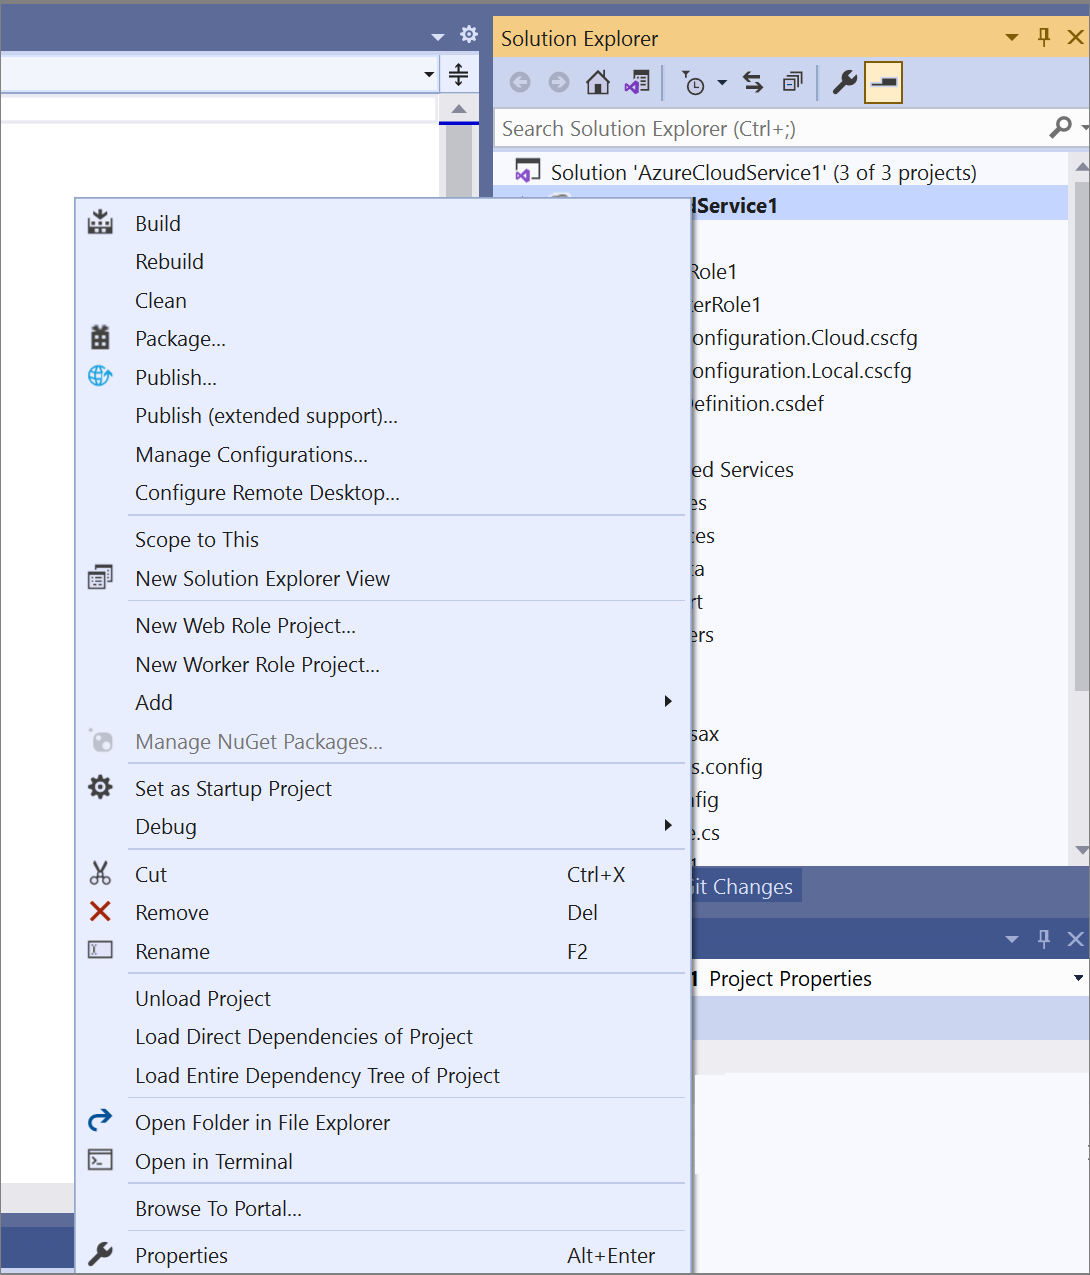 Solution Explorer
Search Solution Explorer (Ctrl+;)
Solution 'AzureCloudService1' (3 of 3 projects)
dService1
Role1
erRole1
onfiguration.Cloud.cscfg
onfiguration.Local.cscfg
efinition.csdef
ed Services
es
ces
ta
rt
ers
sax
s.config
fig
e.cs
1
Git Changes
1 Project Properties
Build
Rebuild
Clean
Package...
Publish...
Publish (extended support)...
Manage Configurations...
Configure Remote Desktop...
Scope to This
New Solution Explorer View
New Web Role Project...
New Worker Role Project...
Add
Manage NuGet Packages...
Set as Startup Project
Debug
Cut Ctrl+X
Remove Del
Rename F2
Unload Project
Load Direct Dependencies of Project
Load Entire Dependency Tree of Project
Open Folder in File Explorer
Open in Terminal
Browse To Portal...
Properties Alt+Enter